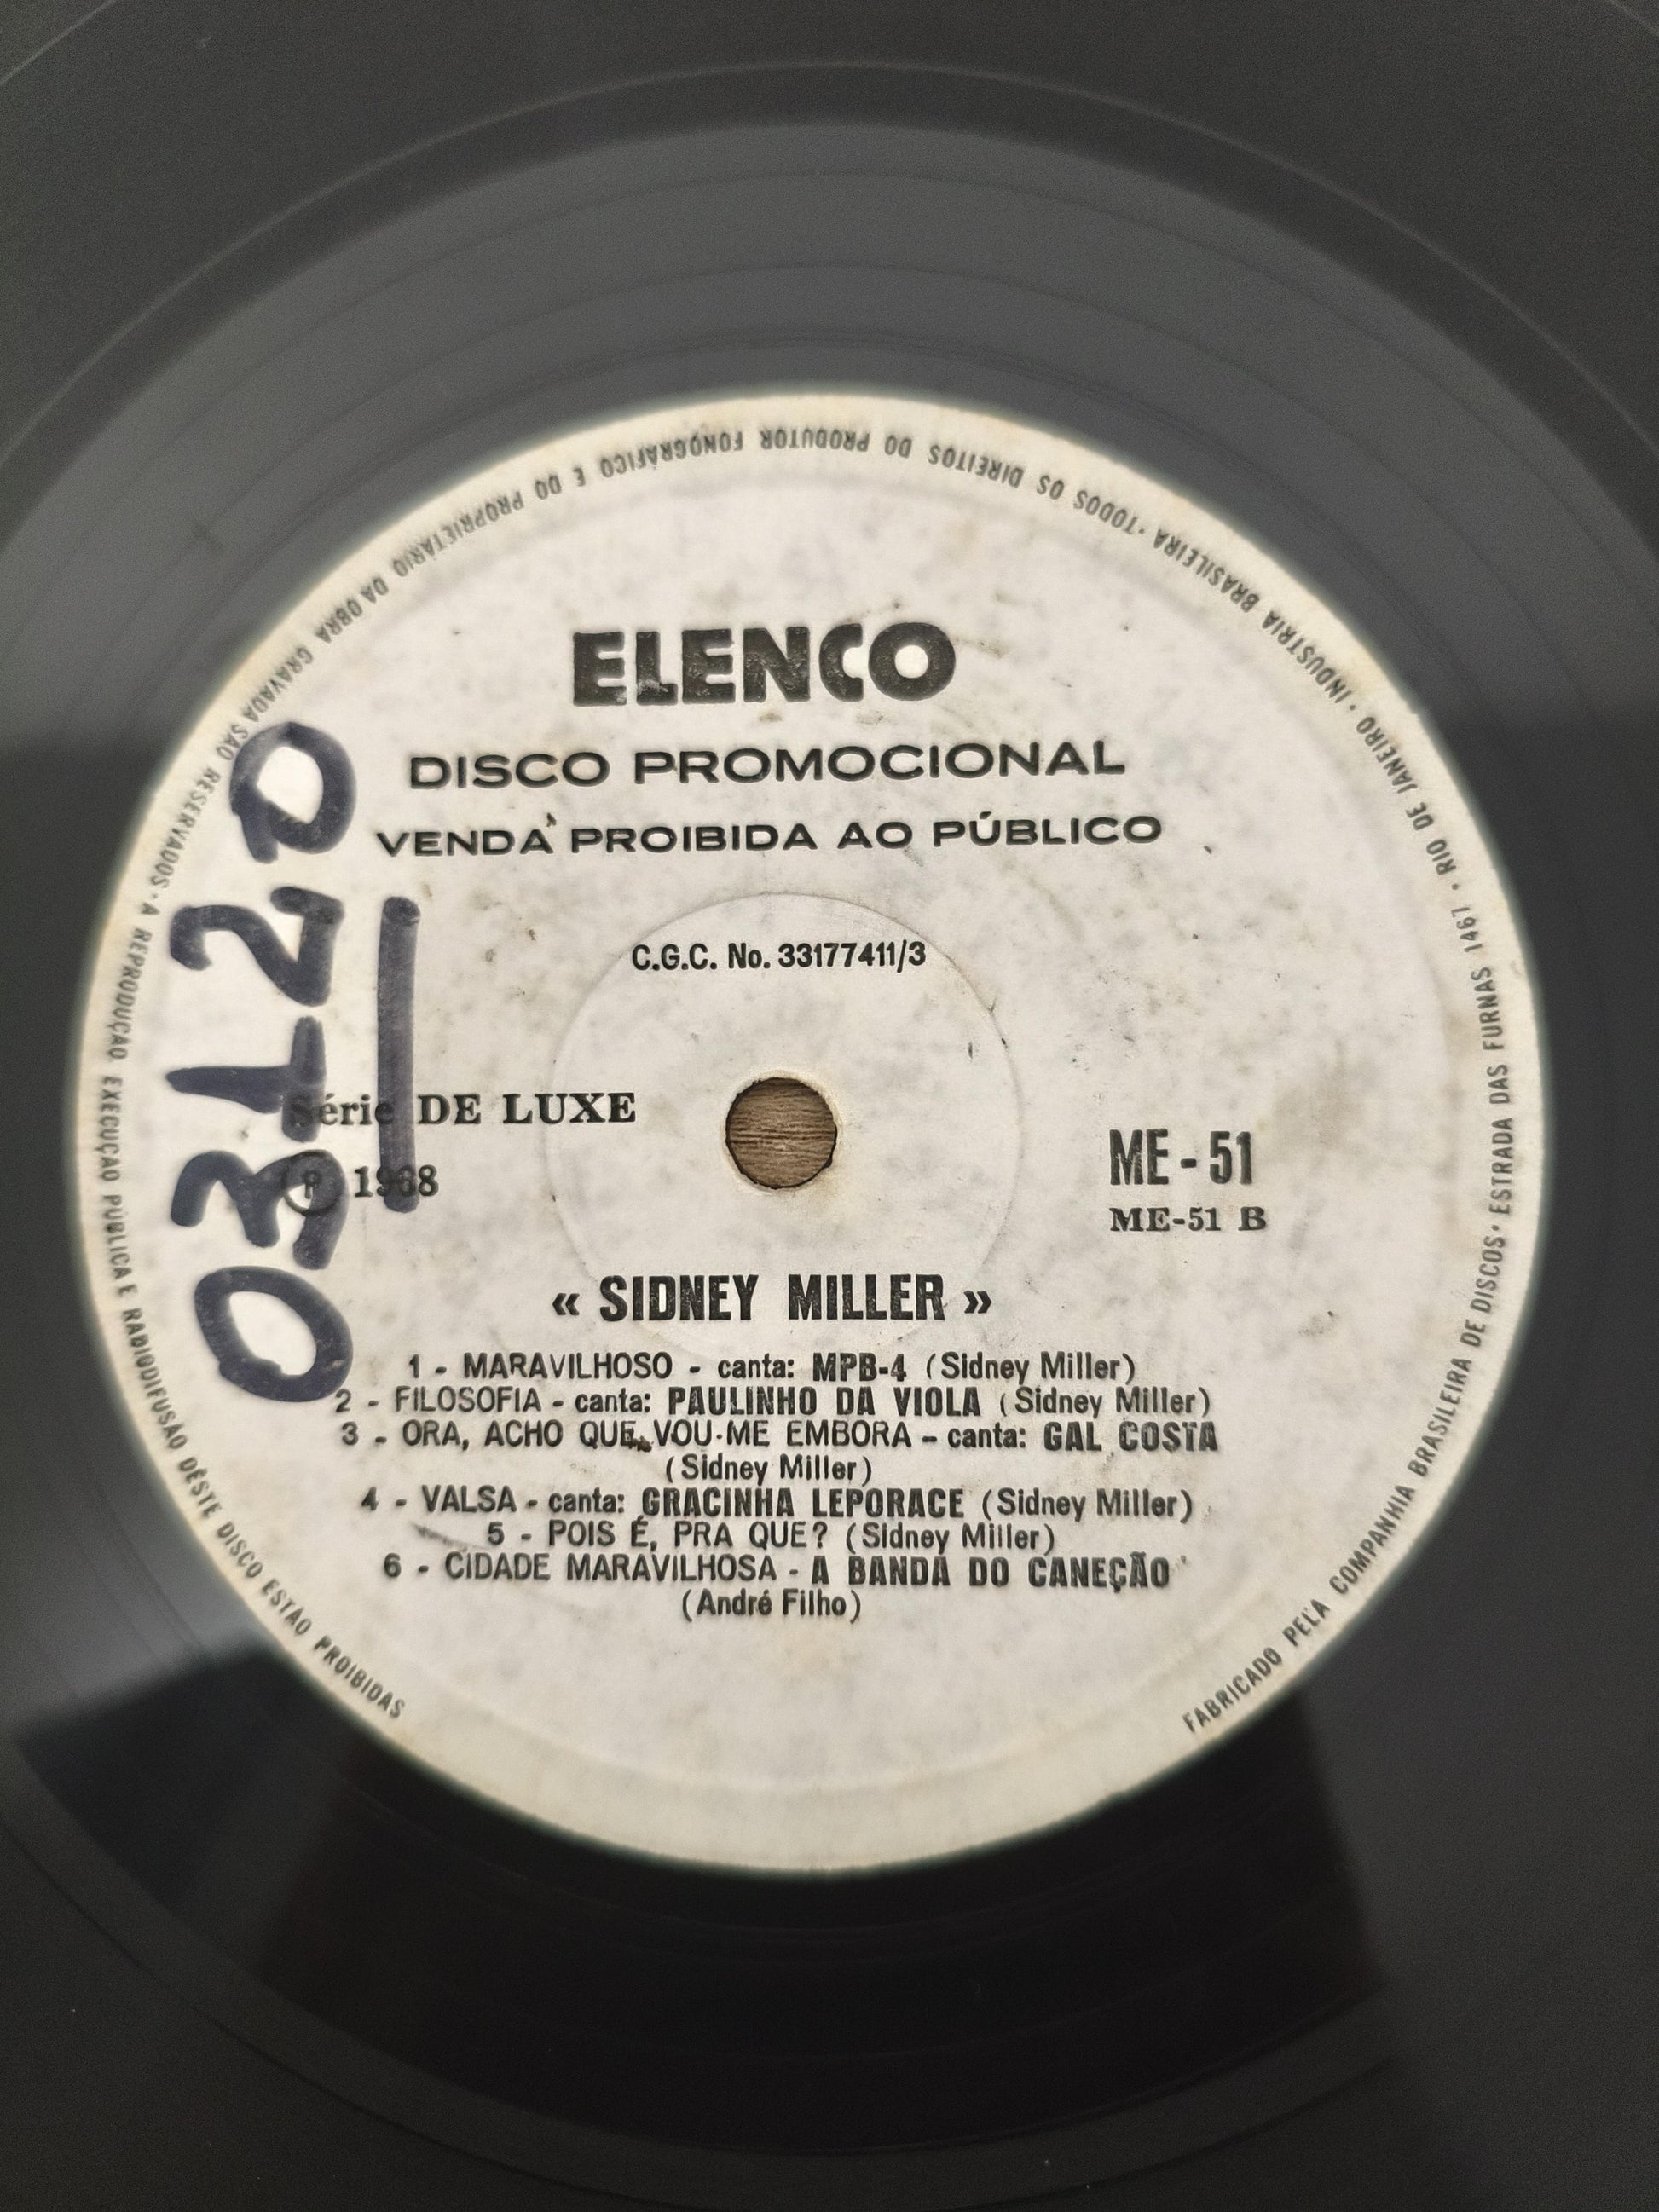 ELENCO
DISCO PROMOCIONAL
VENDA PROIBIDA AO PÚBLICO
C.G.C. No. 33177411/3
Série DE LUXE
Ⓟ 1968
ME - 51
ME-51 B
« SIDNEY MILLER »
1 - MARAVILHOSO - canta: MPB-4 (Sidney Miller)
2 - FILOSOFIA - canta: PAULINHO DA VIOLA (Sidney Miller)
3 - ORA, ACHO QUE VOU-ME EMBORA - canta: GAL COSTA
(Sidney Miller)
4 - VALSA - canta: GRACINHA LEPORACE (Sidney Miller)
5 - POIS É, PRA QUE? (Sidney Miller)
6 - CIDADE MARAVILHOSA - A BANDA DO CANEÇÃO
(André Filho)
03120
FABRICADO PELA COMPANHIA BRASILEIRA DE DISCOS · ESTRADA DAS FURNAS 1467 · RIO DE JANEIRO · INDUSTRIA BRASILEIRA · TODOS OS DIREITOS DO PRODUTOR FONOGRÁFICO E DO PROPRIETÁRIO DA OBRA GRAVADA SÃO RESERVADOS · A REPRODUÇÃO EXECUÇÃO PÚBLICA E RADIODIFUSÃO DÊSTE DISCO ESTÃO PROIBIDAS